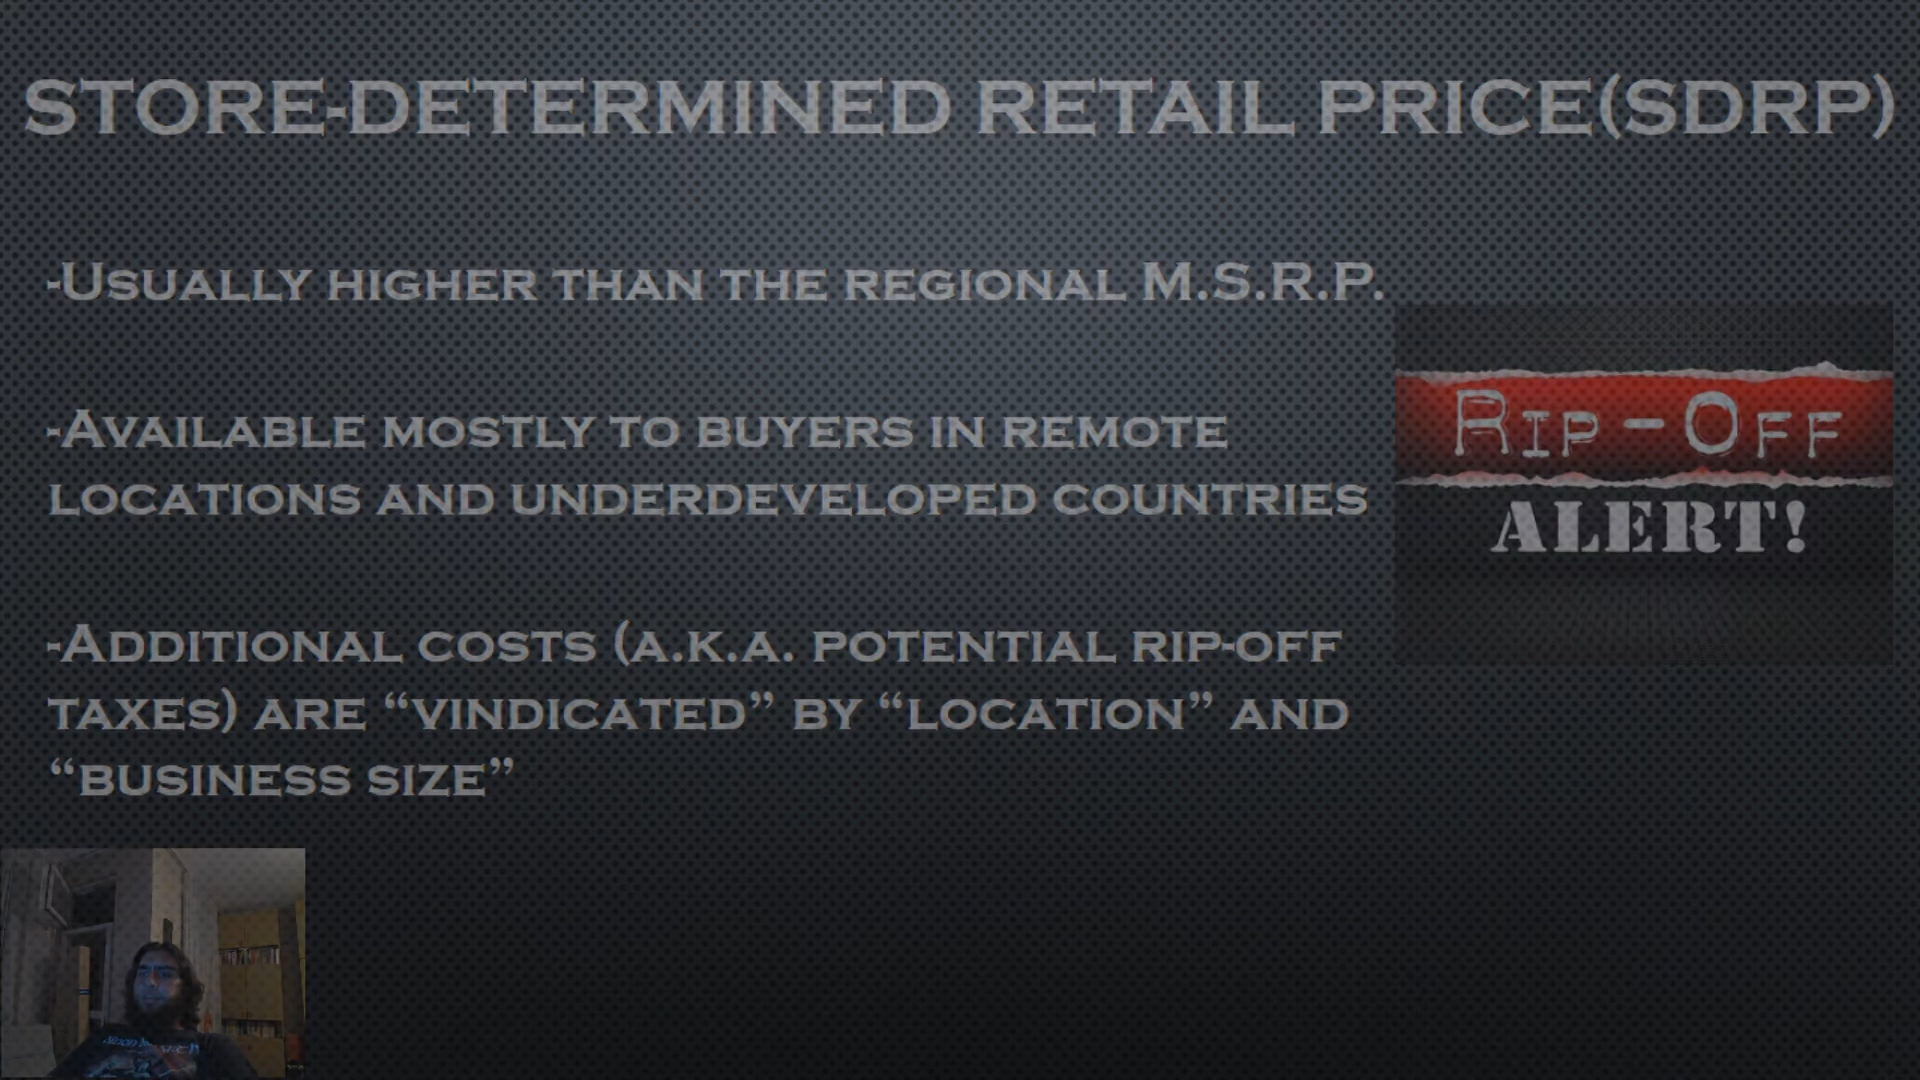 STORE-DETERMINED RETAIL PRICE(SDRP)
-USUALLY HIGHER THAN THE REGIONAL M.S.R.P.
-AVAILABLE MOSTLY TO BUYERS IN REMOTE
LOCATIONS AND UNDERDEVELOPED COUNTRIES
RIP-OFF
ALERT!
-ADDITIONAL COSTS (A.K.A. POTENTIAL RIP-OFF
TAXES) ARE “VINDICATED” BY “LOCATION” AND
“BUSINESS SIZE”